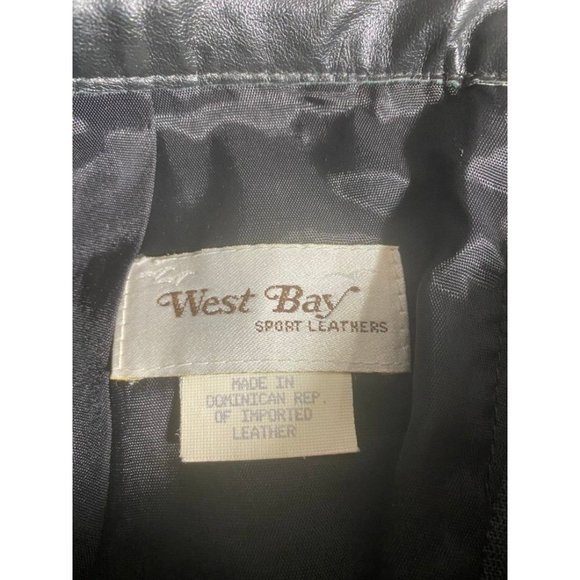 West Bay
SPORT LEATHERS
MADE IN
DOMINICAN REP.
OF IMPORTED
LEATHER